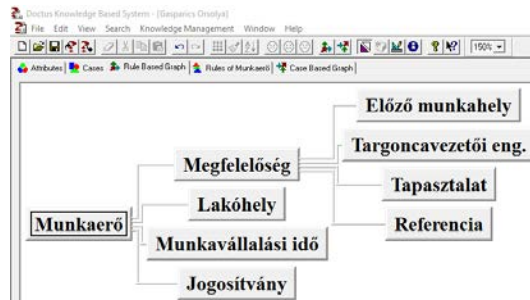 Doctus Knowledge Based System - [Gasparics Orsolya]
File Edit View Search Knowledge Management Window Help
150%
Attributes Cases Rule Based Graph Rules of Munkaerő Case Based Graph
Előző munkahely
Targoncavezetői eng.
Megfelelőség
Tapasztalat
Lakóhely
Referencia
Munkaerő
Munkavállalási idő
Jogosítvány